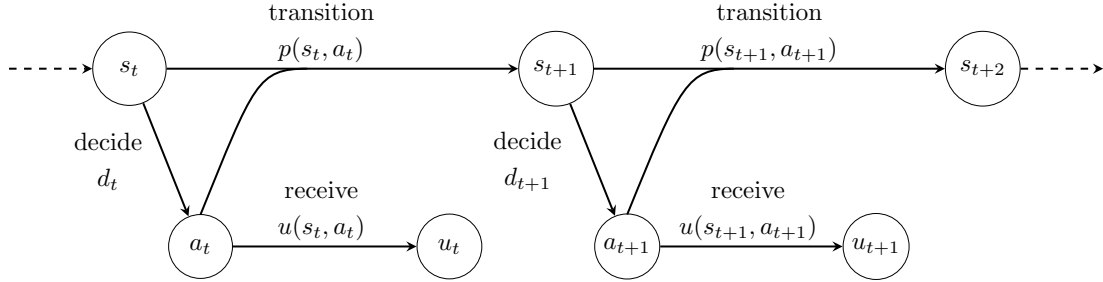 transition
p(s_t, a_t)
transition
p(s_{t+1}, a_{t+1})
s_t
s_{t+1}
s_{t+2}
decide
d_t
decide
d_{t+1}
receive
u(s_t, a_t)
receive
u(s_{t+1}, a_{t+1})
a_t
u_t
a_{t+1}
u_{t+1}